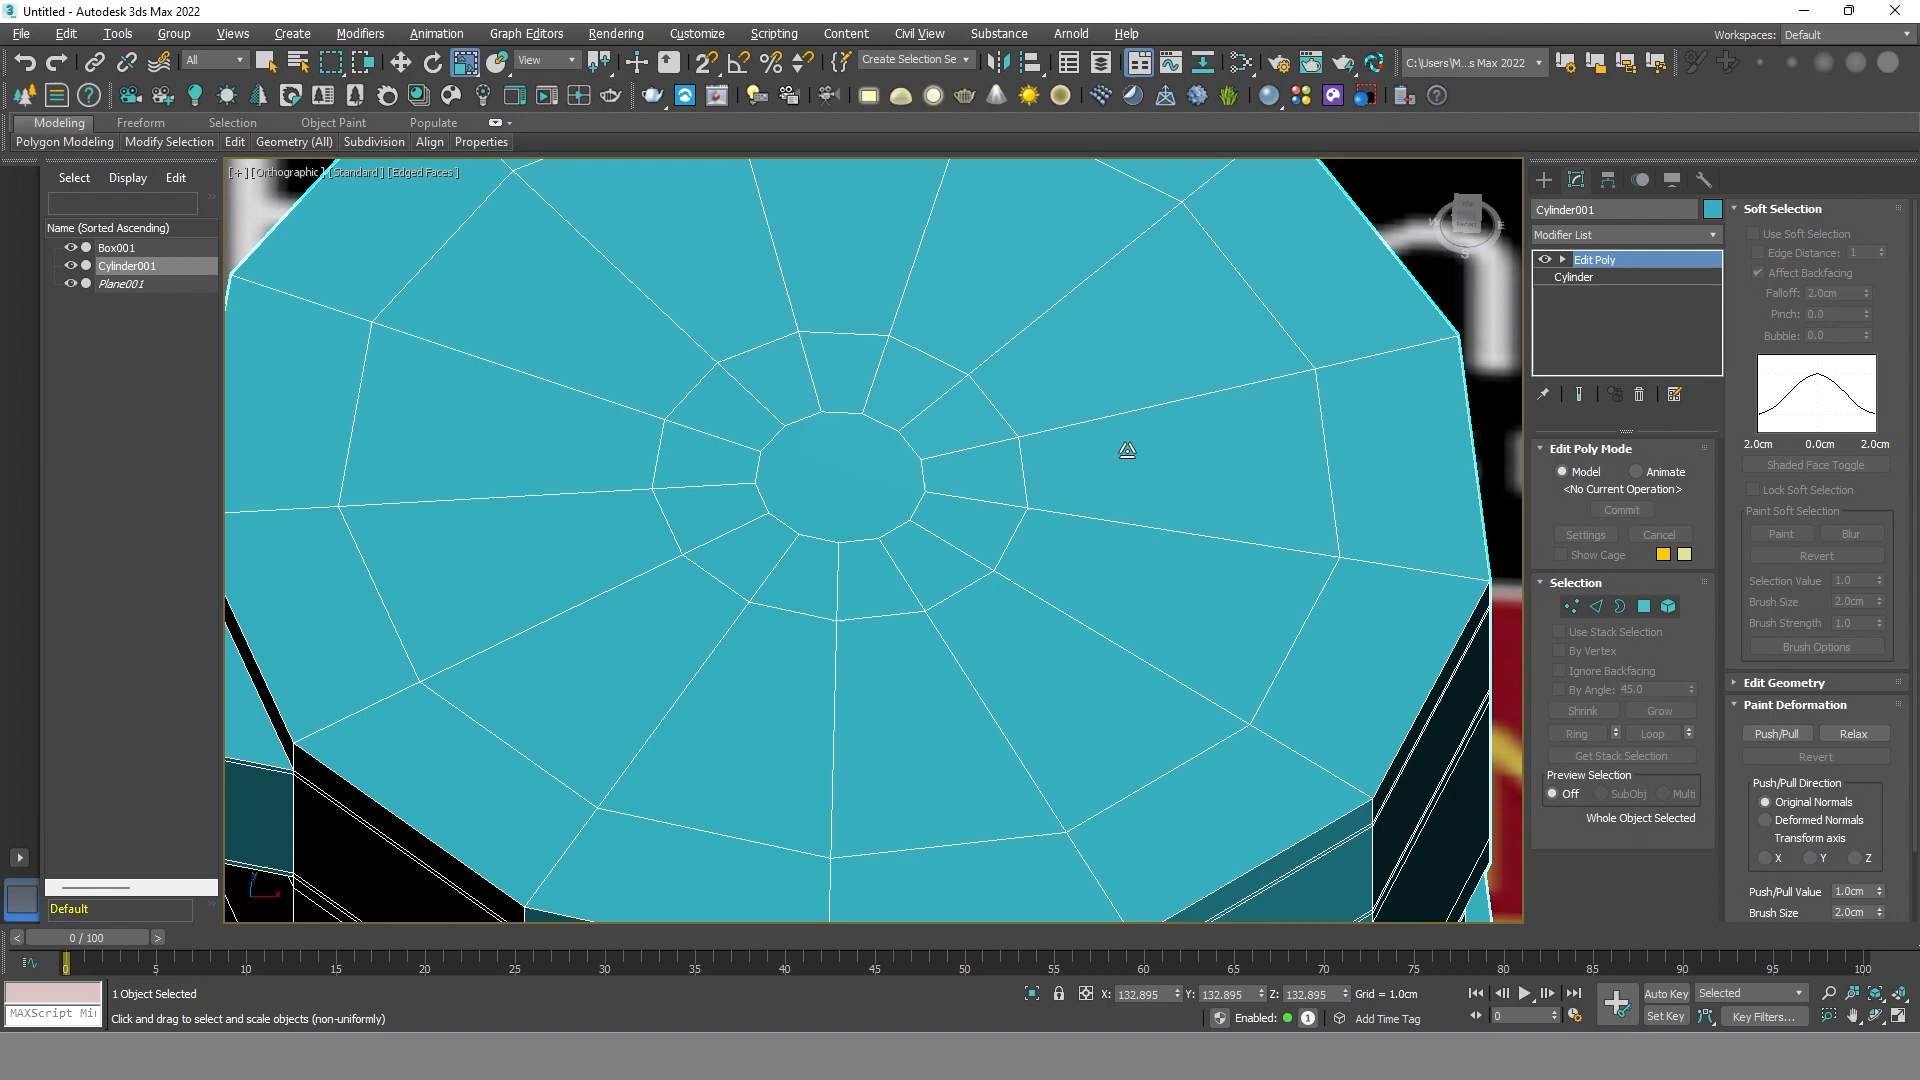 Untitled - Autodesk 3ds Max 2022
File Edit Tools Group Views Create Modifiers Animation Graph Editors Rendering Customize Scripting Content Civil View Substance Arnold Help
Workspaces: Default
All View Create Selection Se C:\Users\M...s Max 2022
Modeling Freeform Selection Object Paint Populate
Polygon Modeling Modify Selection Edit Geometry (All) Subdivision Align Properties
Select Display Edit
Name (Sorted Ascending)
Box001
Cylinder001
Plane001
Default
[+] [Orthographic] [Standard] [Edged Faces]
Cylinder001
Modifier List
Edit Poly
Cylinder
Edit Poly Mode
Model Animate
<No Current Operation>
Commit
Settings Cancel
Show Cage
Selection
Use Stack Selection
By Vertex
Ignore Backfacing
By Angle: 45.0
Shrink Grow
Ring Loop
Get Stack Selection
Preview Selection
Off SubObj Multi
Whole Object Selected
Soft Selection
Use Soft Selection
Edge Distance: 1
Affect Backfacing
Falloff: 2.0cm
Pinch: 0.0
Bubble: 0.0
2.0cm 0.0cm 2.0cm
Shaded Face Toggle
Lock Soft Selection
Paint Soft Selection
Paint Blur
Revert
Selection Value 1.0
Brush Size 2.0cm
Brush Strength 1.0
Brush Options
Edit Geometry
Paint Deformation
Push/Pull Relax
Revert
Push/Pull Direction
Original Normals
Deformed Normals
Transform axis
X Y Z
Push/Pull Value 1.0cm
Brush Size 2.0cm
< 0 / 100 >
0 5 10 15 20 25 30 35 40 45 50 55 60 65 70 75 80 85 90 95 100
1 Object Selected
X: 132.895 Y: 132.895 Z: 132.895 Grid = 1.0cm
Auto Key Selected
MAXScript Mi
Click and drag to select and scale objects (non-uniformly)
Enabled: 1 Add Time Tag
0
Set Key Key Filters...